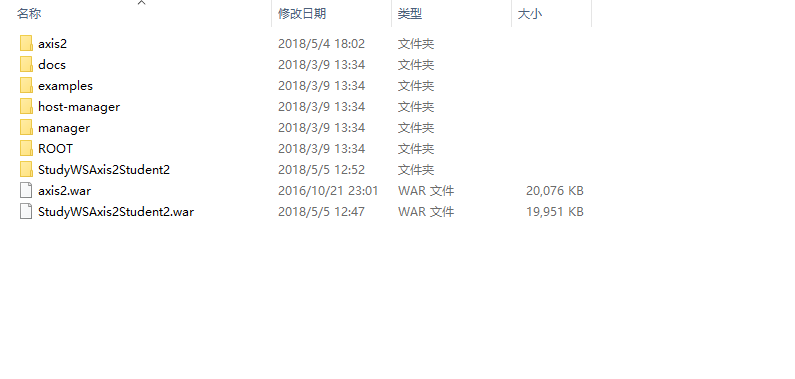 名称 修改日期 类型 大小
axis2 2018/5/4 18:02 文件夹
docs 2018/3/9 13:34 文件夹
examples 2018/3/9 13:34 文件夹
host-manager 2018/3/9 13:34 文件夹
manager 2018/3/9 13:34 文件夹
ROOT 2018/3/9 13:34 文件夹
StudyWSAxis2Student2 2018/5/5 12:52 文件夹
axis2.war 2016/10/21 23:01 WAR 文件 20,076 KB
StudyWSAxis2Student2.war 2018/5/5 12:47 WAR 文件 19,951 KB